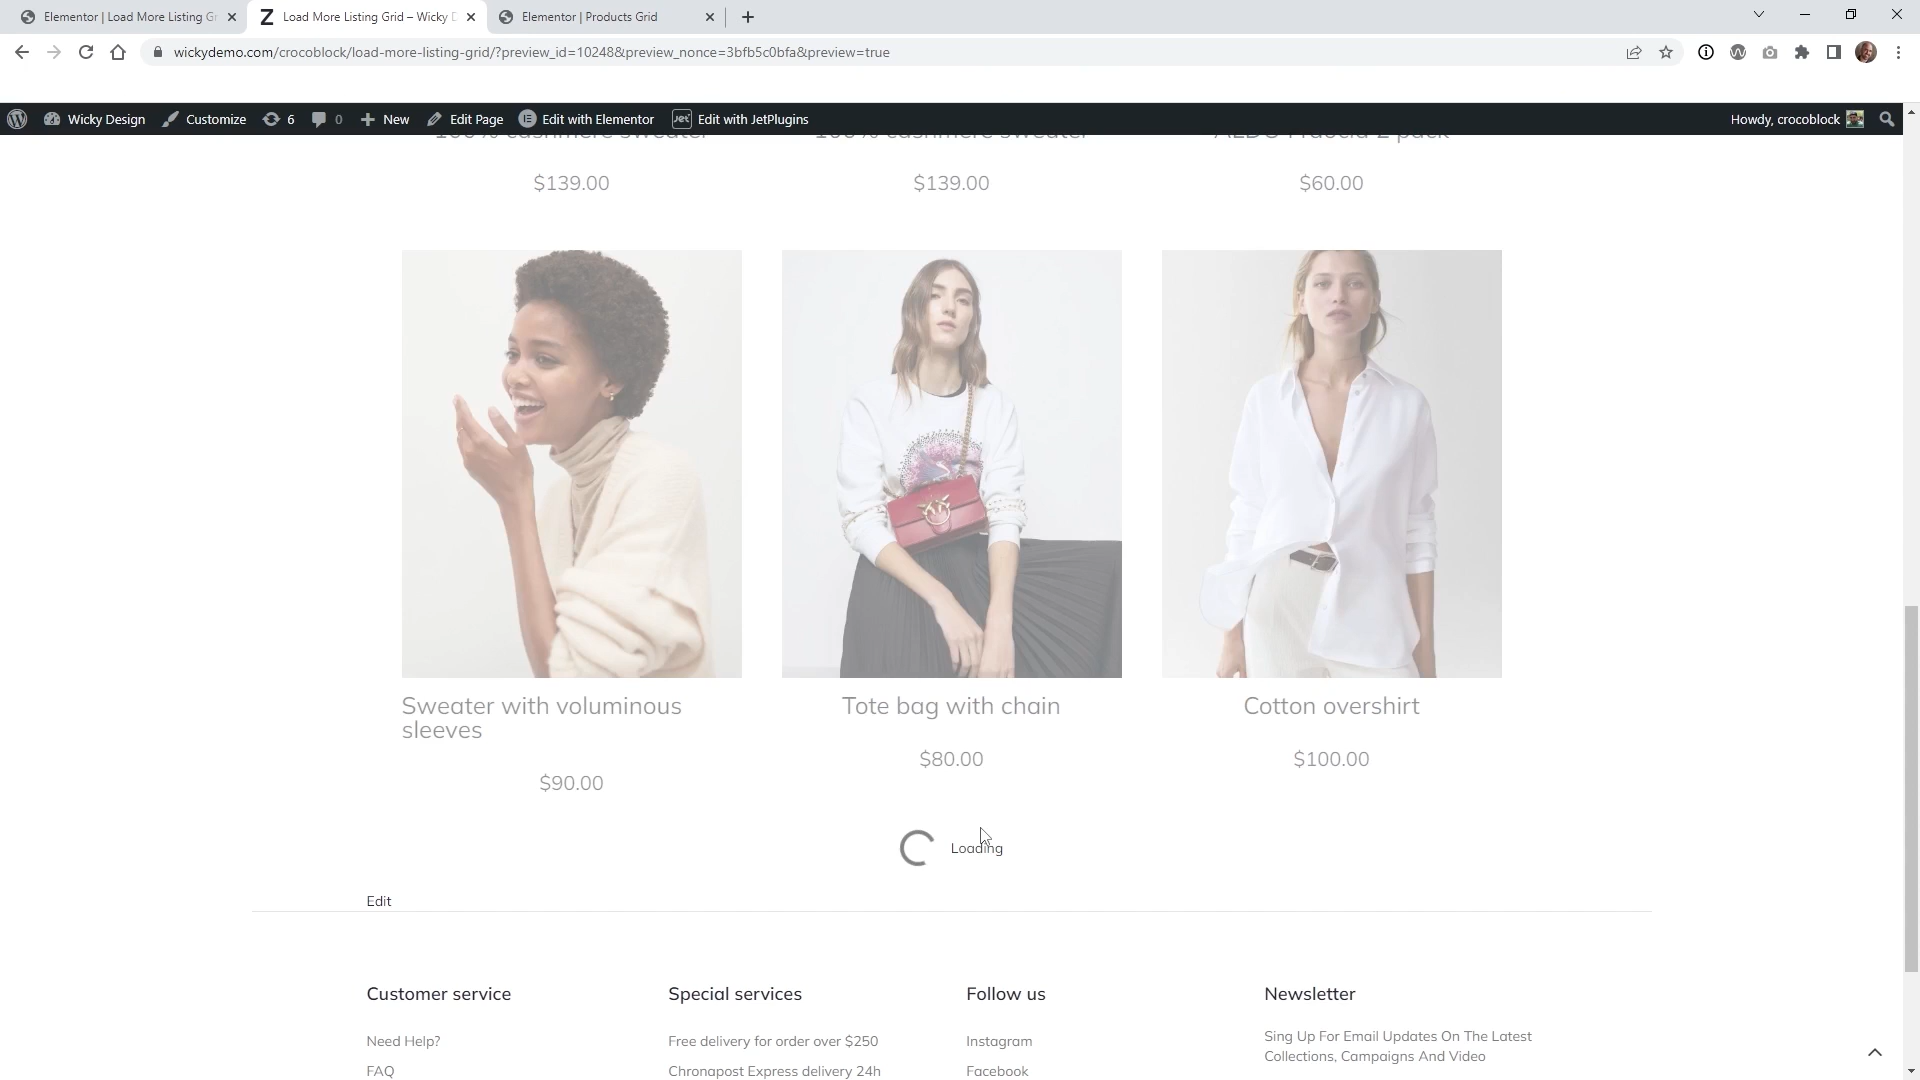 Elementor | Load More Listing Gr
Load More Listing Grid – Wicky D
Elementor | Products Grid
wickydemo.com/crocoblock/load-more-listing-grid/?preview_id=10248&preview_nonce=3bfb5c0bfa&preview=true
Wicky Design
Customize
6
0
New
Edit Page
Edit with Elementor
Jet
Edit with JetPlugins
Howdy, crocoblock
100% cashmere sweater
100% cashmere sweater
$139.00
$139.00
$60.00
Sweater with voluminous
sleeves
Tote bag with chain
Cotton overshirt
$90.00
$80.00
$100.00
Loading
Edit
Customer service
Special services
Follow us
Newsletter
Need Help?
Free delivery for order over $250
Instagram
Sing Up For Email Updates On The Latest
Collections, Campaigns And Video
FAQ
Chronapost Express delivery 24h
Facebook